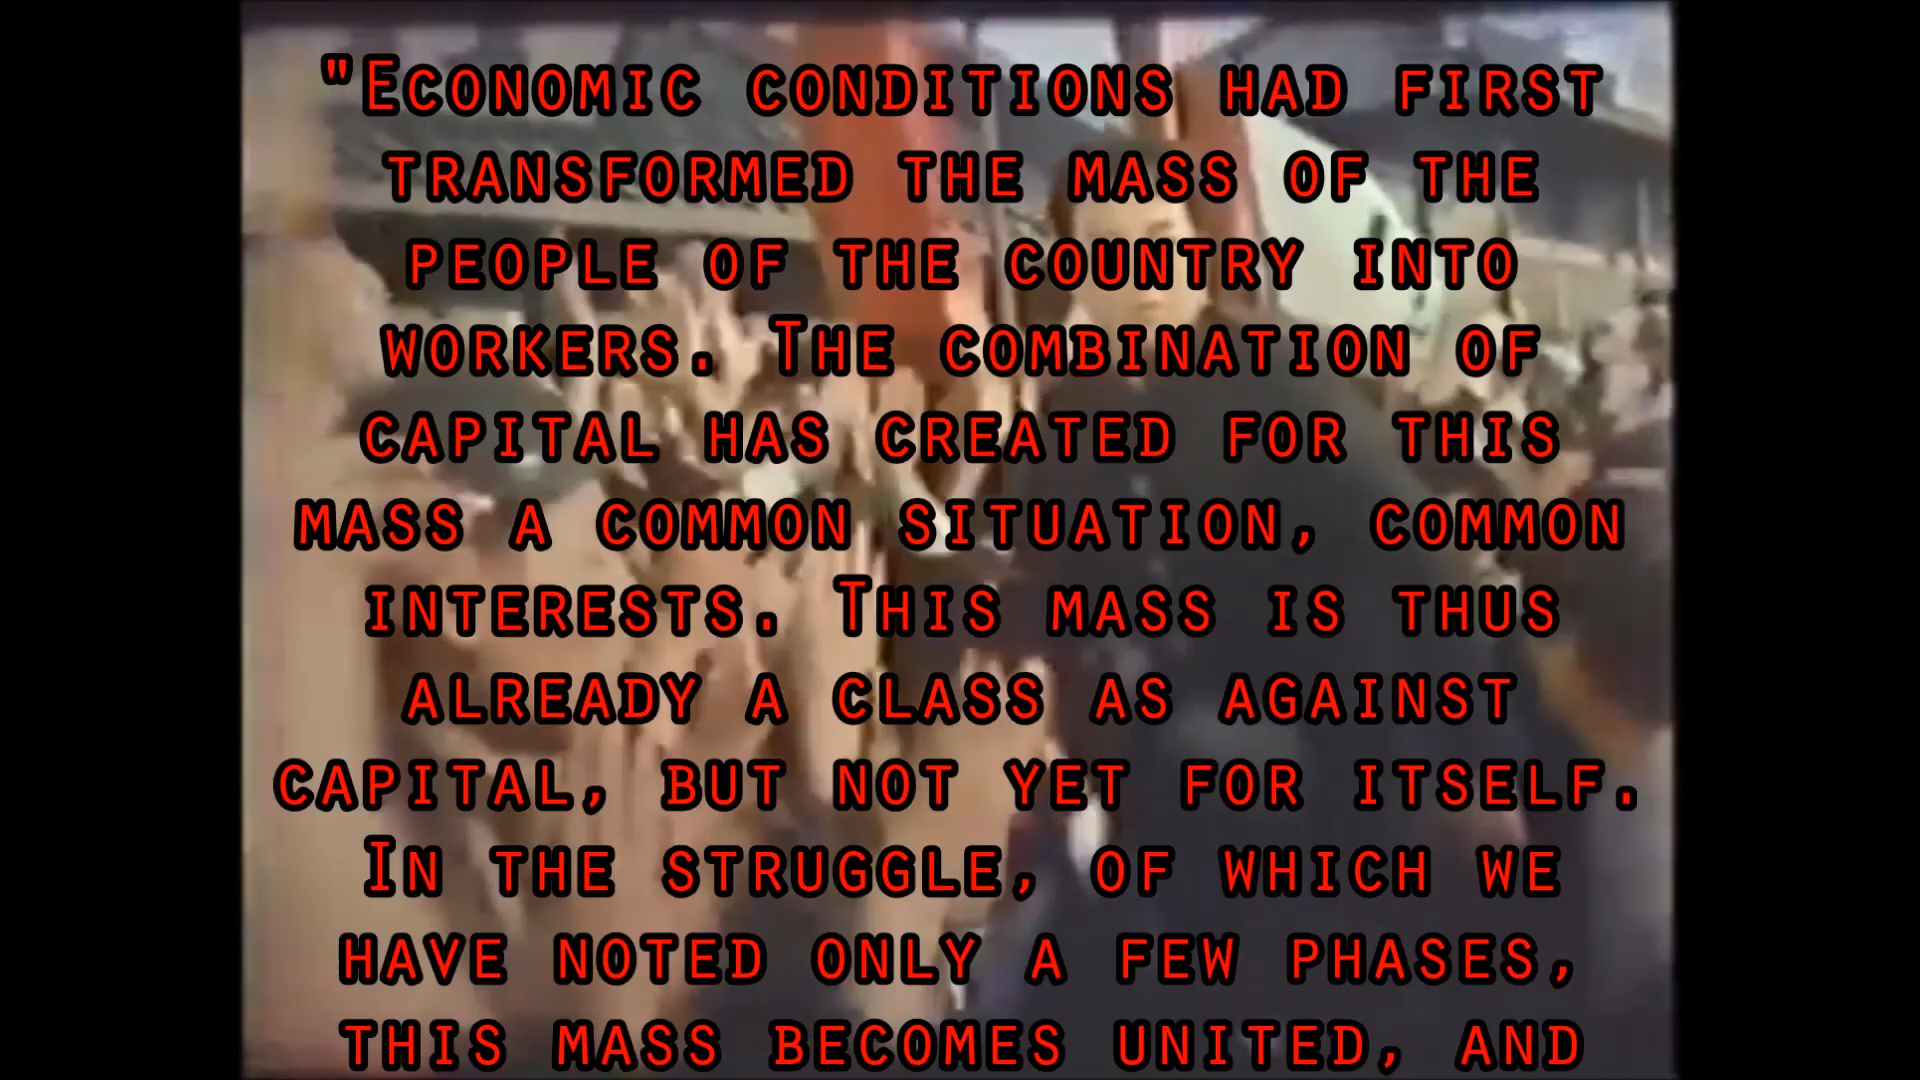 "Economic conditions had first
transformed the mass of the
people of the country into
workers. The combination of
capital has created for this
mass a common situation, common
interests. This mass is thus
already a class as against
capital, but not yet for itself.
In the struggle, of which we
have noted only a few phases,
this mass becomes united, and